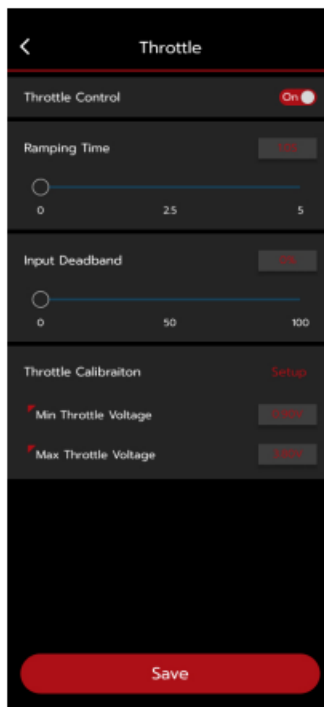 Throttle
Throttle Control On
Ramping Time
0 2.5 5
Input Deadband
0 50 100
Throttle Calibraiton Setup
Min Throttle Voltage
Max Throttle Voltage
Save